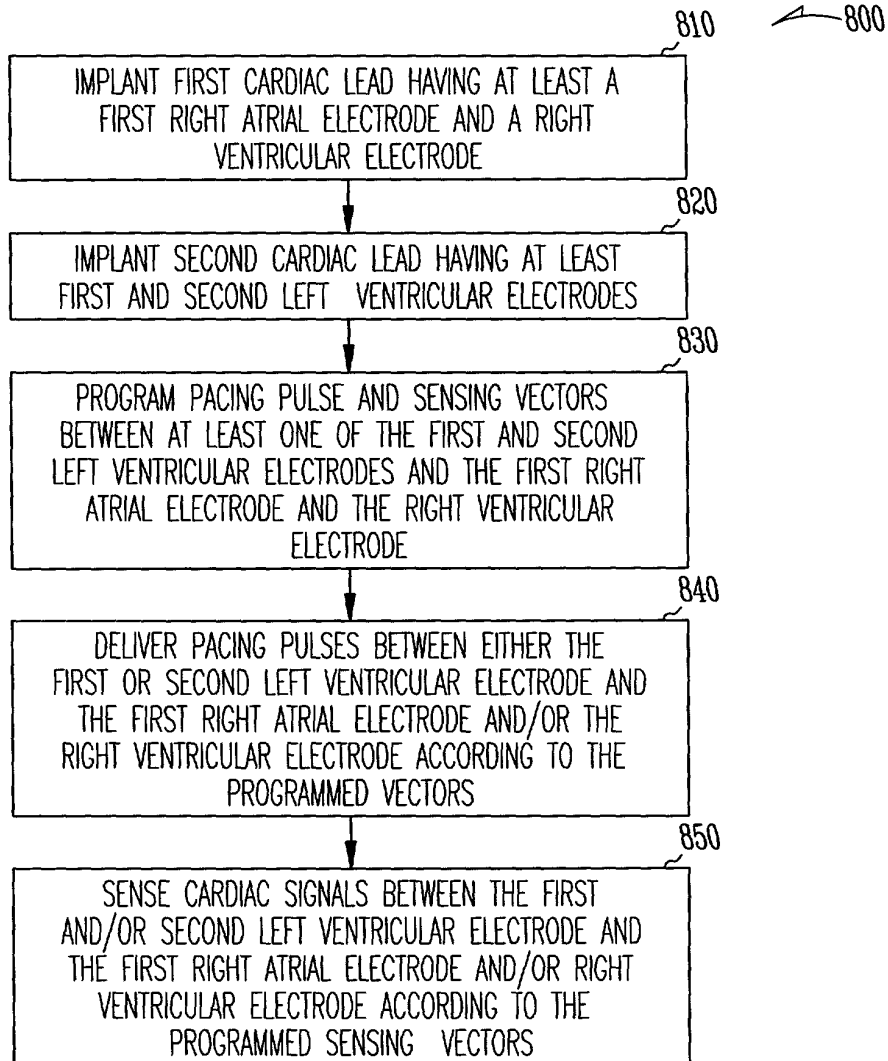 800
810
IMPLANT FIRST CARDIAC LEAD HAVING AT LEAST A
FIRST RIGHT ATRIAL ELECTRODE AND A RIGHT
VENTRICULAR ELECTRODE
820
IMPLANT SECOND CARDIAC LEAD HAVING AT LEAST
FIRST AND SECOND LEFT VENTRICULAR ELECTRODES
830
PROGRAM PACING PULSE AND SENSING VECTORS
BETWEEN AT LEAST ONE OF THE FIRST AND SECOND
LEFT VENTRICULAR ELECTRODES AND THE FIRST RIGHT
ATRIAL ELECTRODE AND THE RIGHT VENTRICULAR
ELECTRODE
840
DELIVER PACING PULSES BETWEEN EITHER THE
FIRST OR SECOND LEFT VENTRICULAR ELECTRODE AND
THE FIRST RIGHT ATRIAL ELECTRODE AND/OR THE
RIGHT VENTRICULAR ELECTRODE ACCORDING TO THE
PROGRAMMED VECTORS
850
SENSE CARDIAC SIGNALS BETWEEN THE FIRST
AND/OR SECOND LEFT VENTRICULAR ELECTRODE AND
THE FIRST RIGHT ATRIAL ELECTRODE AND/OR RIGHT
VENTRICULAR ELECTRODE ACCORDING TO THE
PROGRAMMED SENSING VECTORS